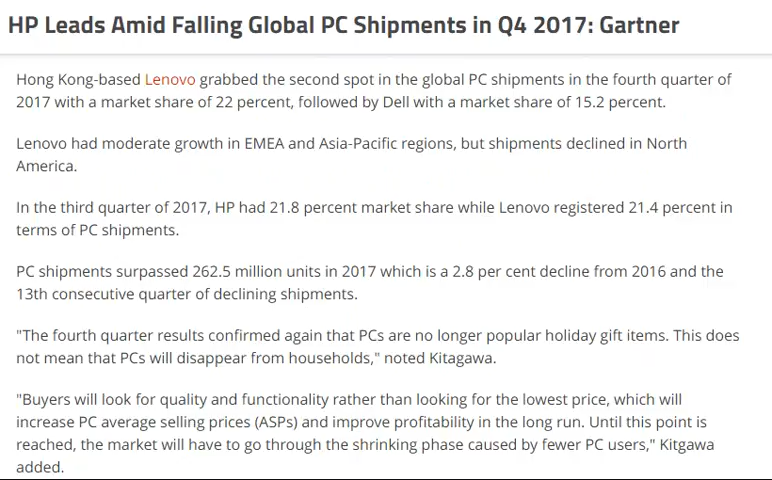 HP Leads Amid Falling Global PC Shipments in Q4 2017: Gartner
Hong Kong-based Lenovo grabbed the second spot in the global PC shipments in the fourth quarter of
2017 with a market share of 22 percent, followed by Dell with a market share of 15.2 percent.
Lenovo had moderate growth in EMEA and Asia-Pacific regions, but shipments declined in North
America.
In the third quarter of 2017, HP had 21.8 percent market share while Lenovo registered 21.4 percent in
terms of PC shipments.
PC shipments surpassed 262.5 million units in 2017 which is a 2.8 per cent decline from 2016 and the
13th consecutive quarter of declining shipments.
"The fourth quarter results confirmed again that PCs are no longer popular holiday gift items. This does
not mean that PCs will disappear from households," noted Kitagawa.
"Buyers will look for quality and functionality rather than looking for the lowest price, which will
increase PC average selling prices (ASPs) and improve profitability in the long run. Until this point is
reached, the market will have to go through the shrinking phase caused by fewer PC users," Kitgawa
added.